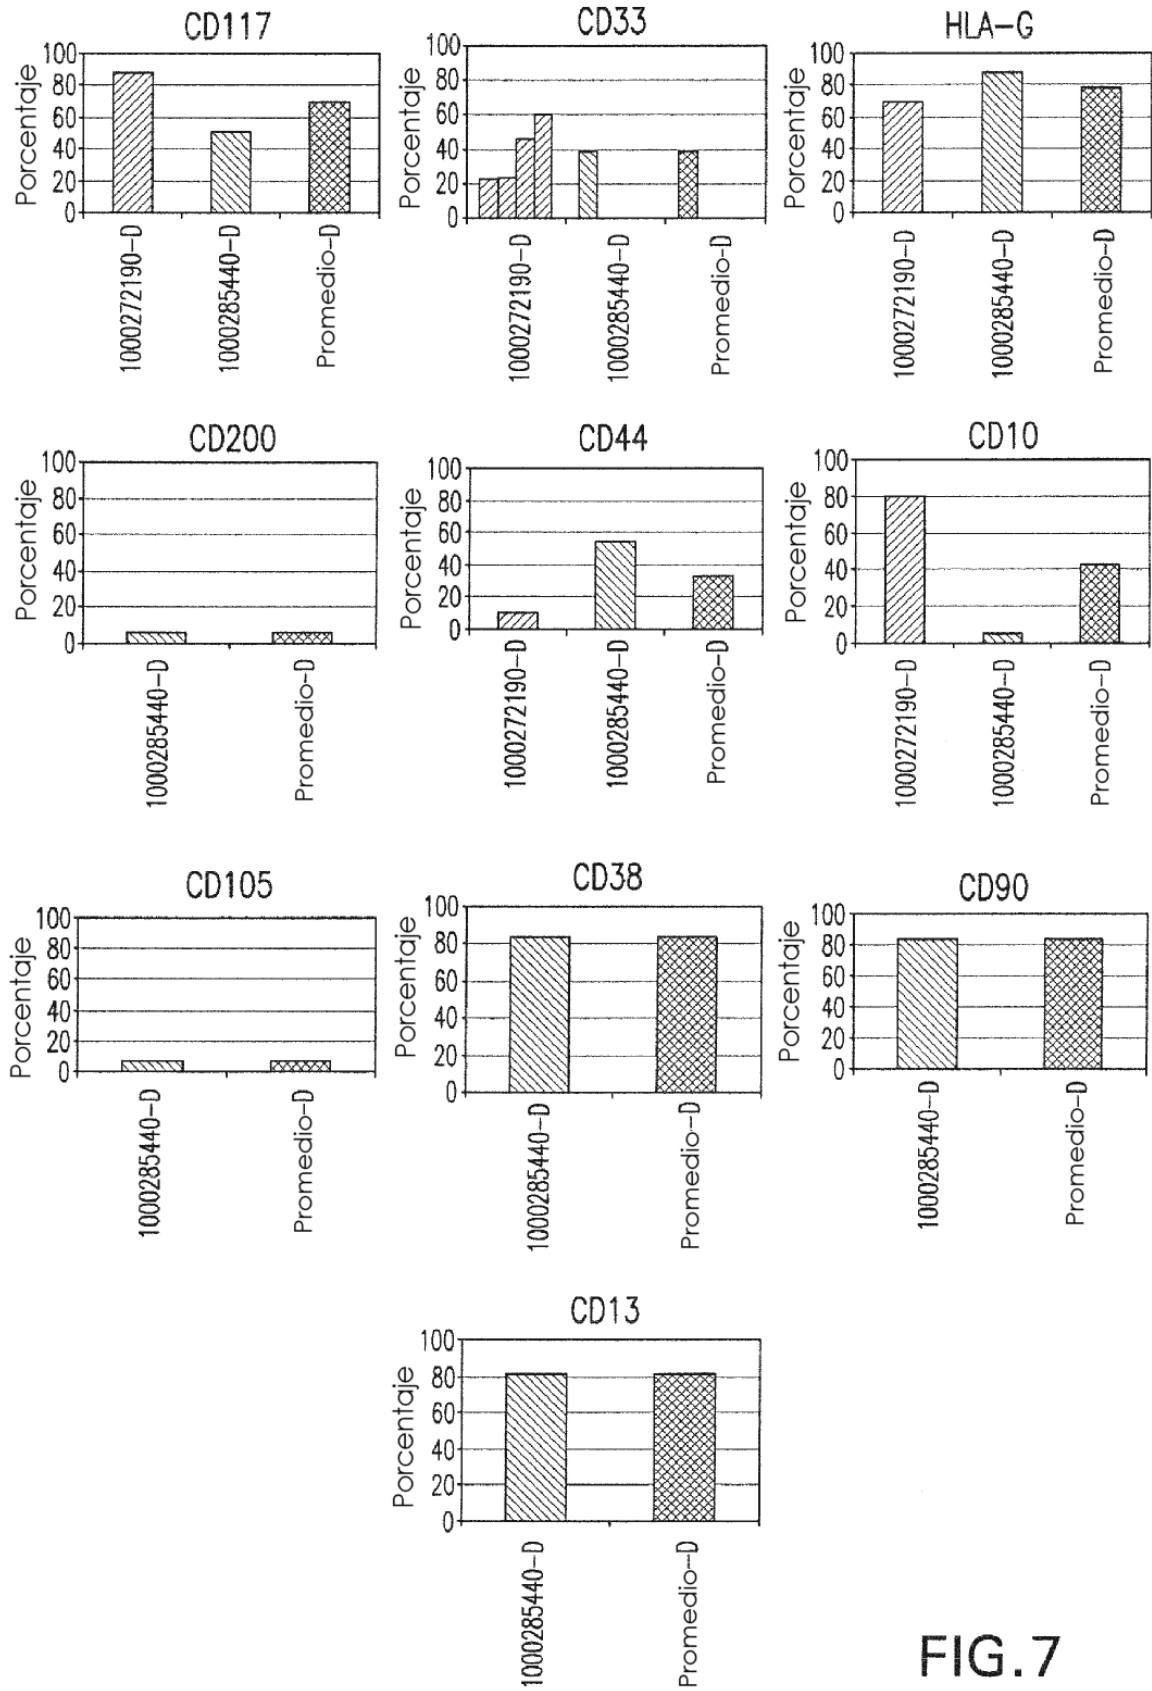 CD117
Porcentaje
100
80
60
40
20
0
1000272190-D
1000285440-D
Promedio-D
CD33
Porcentaje
100
80
60
40
20
0
1000272190-D
1000285440-D
Promedio-D
HLA-G
Porcentaje
100
80
60
40
20
0
1000272190-D
1000285440-D
Promedio-D
CD200
Porcentaje
100
80
60
40
20
0
1000285440-D
Promedio-D
CD44
Porcentaje
100
80
60
40
20
0
1000272190-D
1000285440-D
Promedio-D
CD10
Porcentaje
100
80
60
40
20
0
1000272190-D
1000285440-D
Promedio-D
CD105
Porcentaje
100
80
60
40
20
0
1000285440-D
Promedio-D
CD38
Porcentaje
100
80
60
40
20
0
1000285440-D
Promedio-D
CD90
Porcentaje
100
80
60
40
20
0
1000285440-D
Promedio-D
CD13
Porcentaje
100
80
60
40
20
0
1000285440-D
Promedio-D
FIG.7